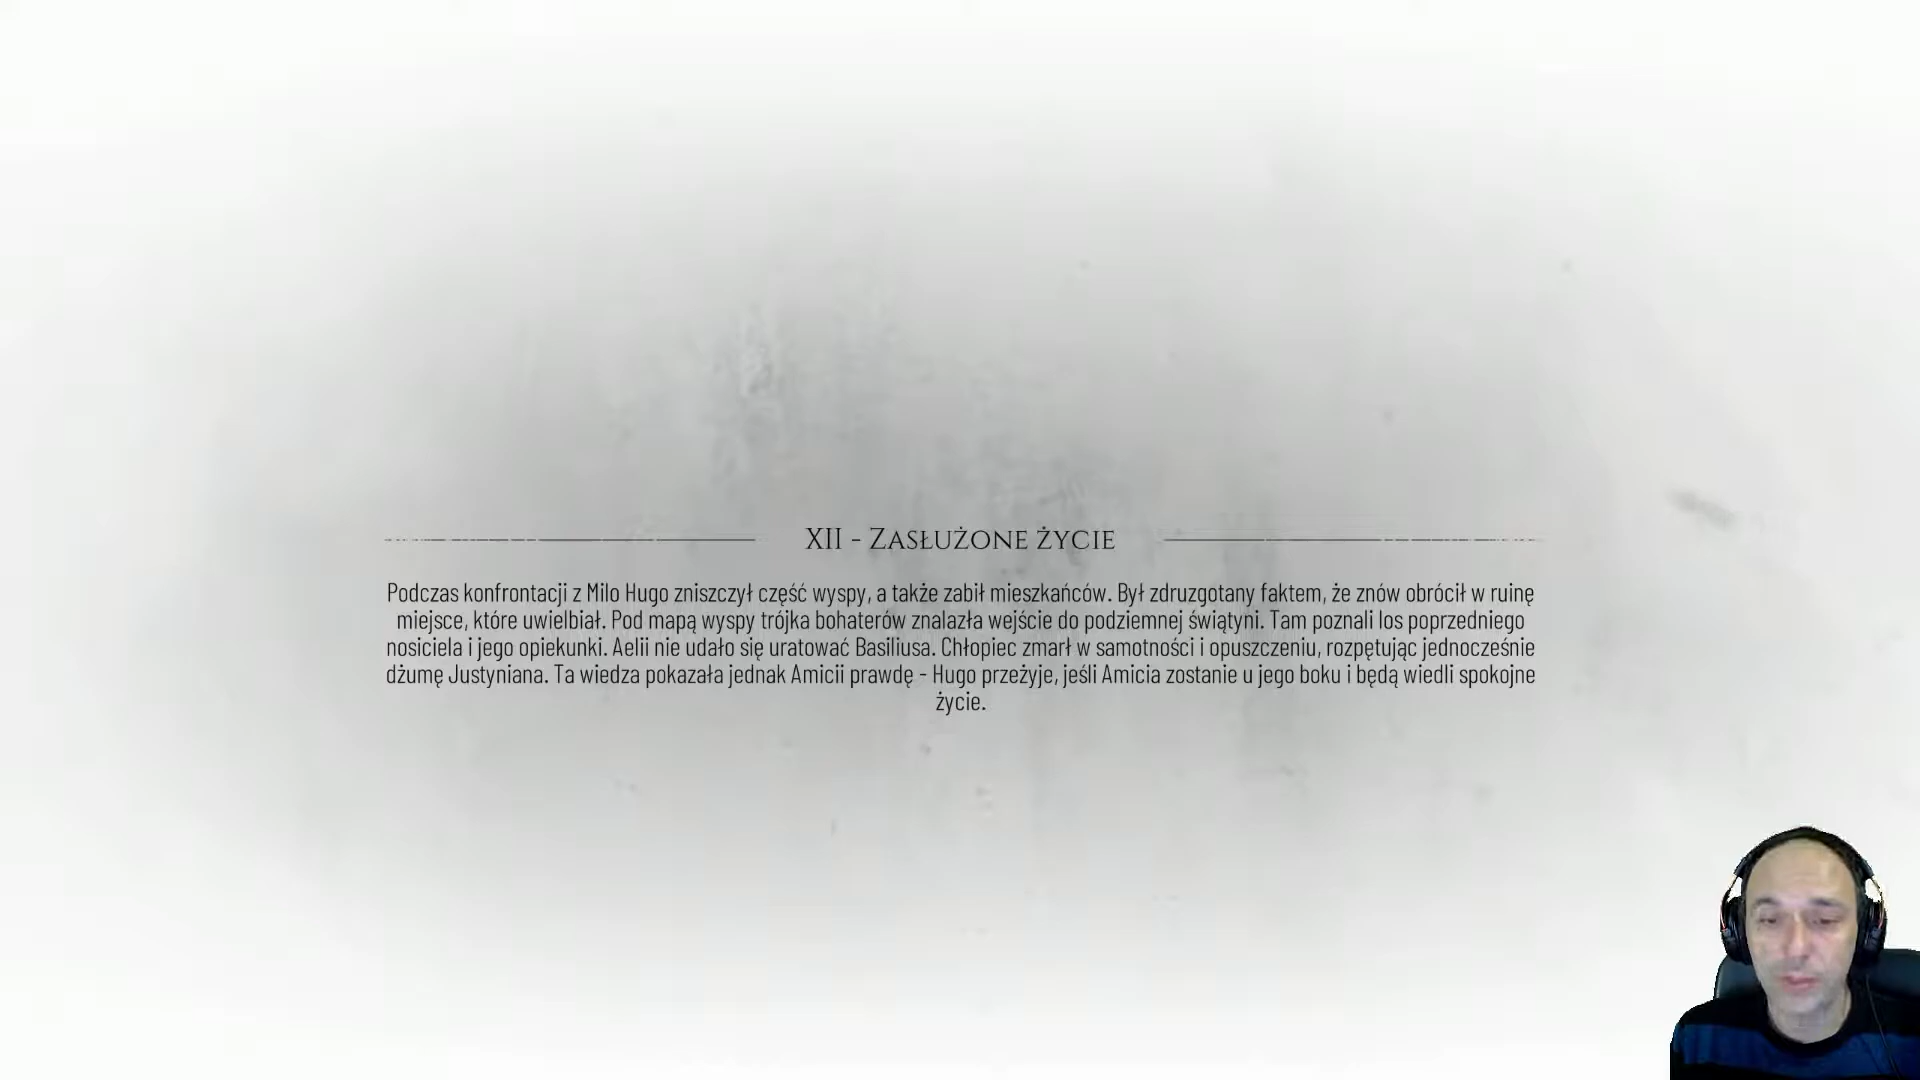 XII - Zasłużone życie
Podczas konfrontacji z Milo Hugo zniszczył część wyspy, a także zabił mieszkańców. Był zdruzgotany faktem, że znów obrócił w ruinę
miejsce, które uwielbiał. Pod mapą wyspy trójka bohaterów znalazła wejście do podziemnej świątyni. Tam poznali los poprzedniego
nosiciela i jego opiekunki. Aelii nie udało się uratować Basiliusa. Chłopiec zmarł w samotności i opuszczeniu, rozpętując jednocześnie
dżumę Justyniana. Ta wiedza pokazała jednak Amicii prawdę - Hugo przeżyje, jeśli Amicia zostanie u jego boku i będą wiedli spokojne
życie.